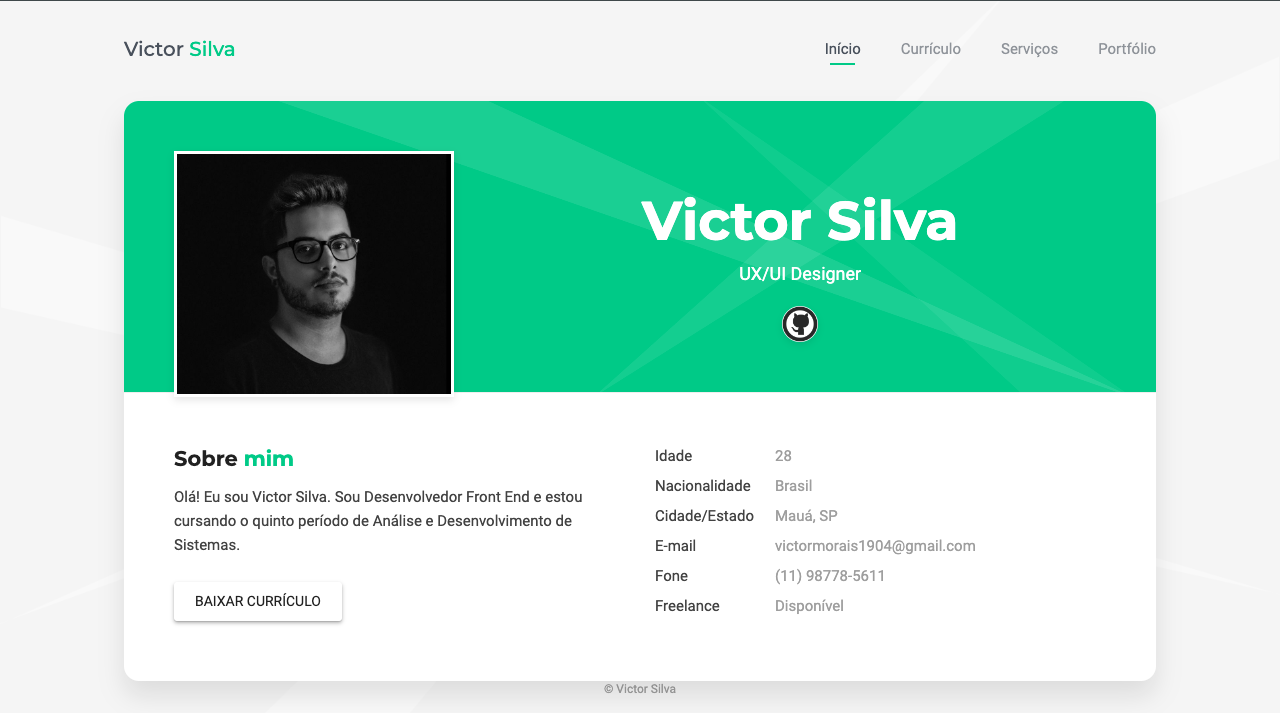 Victor Silva
Início Currículo Serviços Portfólio
Victor Silva
UX/UI Designer
Sobre mim
Olá! Eu sou Victor Silva. Sou Desenvolvedor Front End e estou
cursando o quinto período de Análise e Desenvolvimento de
Sistemas.
BAIXAR CURRÍCULO
Idade 28
Nacionalidade Brasil
Cidade/Estado Mauá, SP
E-mail victormorais1904@gmail.com
Fone (11) 98778-5611
Freelance Disponível
© Victor Silva